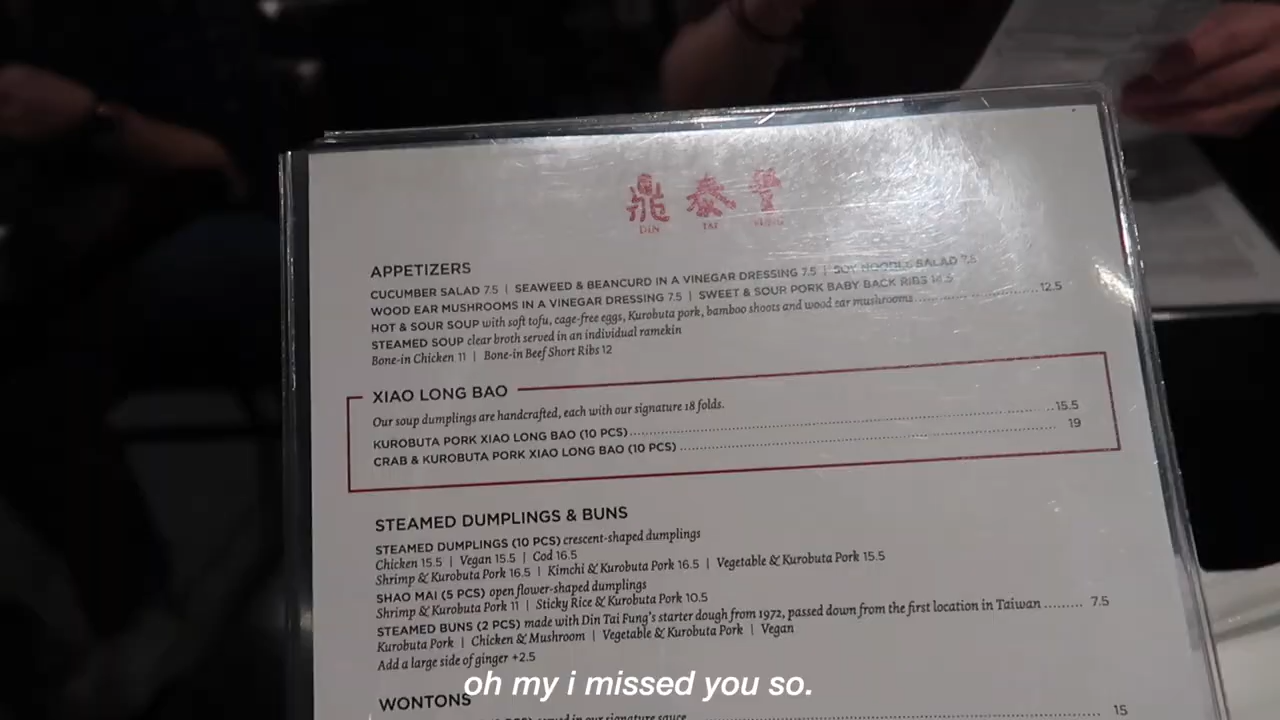 鼎泰豐
DIN TAI FUNG
APPETIZERS
CUCUMBER SALAD 7.5 | SEAWEED & BEANCURD IN A VINEGAR DRESSING 7.5 | SOY NOODLE SALAD 7.5
WOOD EAR MUSHROOMS IN A VINEGAR DRESSING 7.5 | SWEET & SOUR PORK BABY BACK RIBS
HOT & SOUR SOUP with soft tofu, cage-free eggs, Kurobuta pork, bamboo shoots and wood ear mushrooms 12.5
STEAMED SOUP clear broth served in an individual ramekin
Bone-in Chicken 11 | Bone-in Beef Short Ribs 12
XIAO LONG BAO
Our soup dumplings are handcrafted, each with our signature 18 folds.
KUROBUTA PORK XIAO LONG BAO (10 PCS) 15.5
CRAB & KUROBUTA PORK XIAO LONG BAO (10 PCS) 19
STEAMED DUMPLINGS & BUNS
STEAMED DUMPLINGS (10 PCS) crescent-shaped dumplings
Chicken 15.5 | Vegan 15.5 | Cod 16.5
Shrimp & Kurobuta Pork 16.5 | Kimchi & Kurobuta Pork 16.5 | Vegetable & Kurobuta Pork 15.5
SHAO MAI (5 PCS) open flower-shaped dumplings
Shrimp & Kurobuta Pork 11 | Sticky Rice & Kurobuta Pork 10.5
STEAMED BUNS (2 PCS) made with Din Tai Fung's starter dough from 1972, passed down from the first location in Taiwan 7.5
Kurobuta Pork | Chicken & Mushroom | Vegetable & Kurobuta Pork | Vegan
Add a large side of ginger +2.5
oh my i missed you so.
WONTONS
served in our signature sauce 15